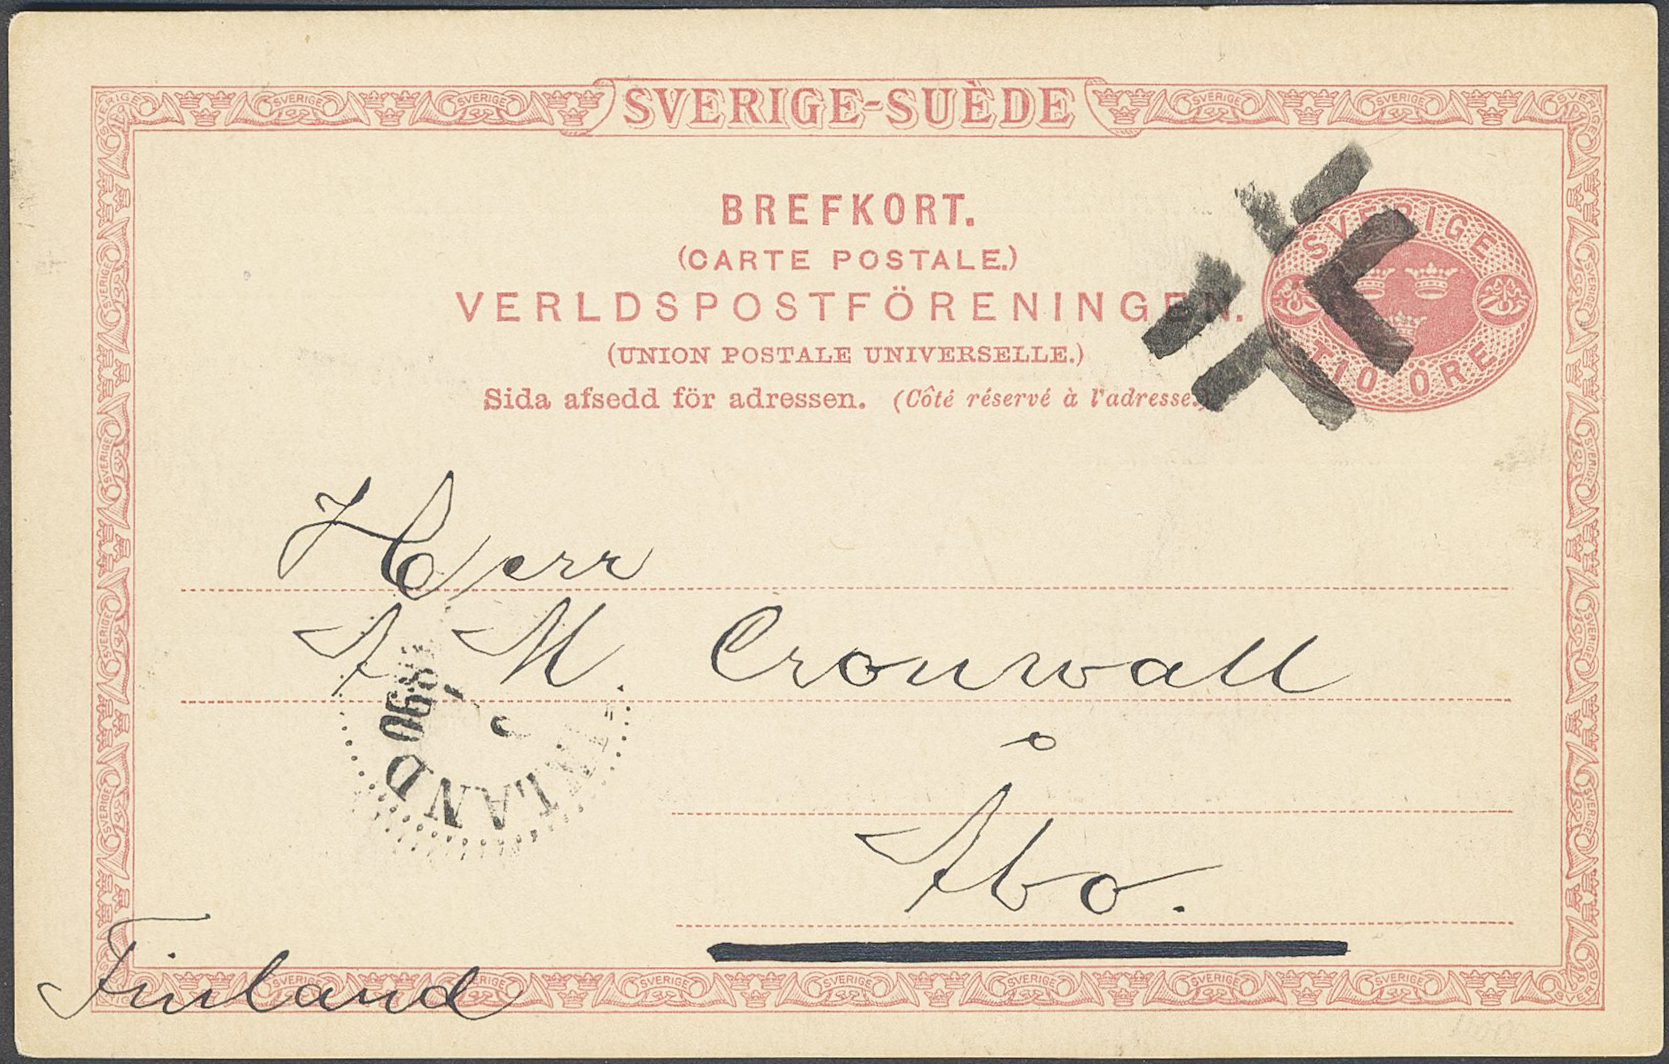 SVERIGE-SUÈDE
BREFKORT.
(CARTE POSTALE.)
VERLDSPOSTFÖRENINGEN.
(UNION POSTALE UNIVERSELLE.)
Sida afsedd för adressen. (Côté réservé à l'adresse.)
SVERIGE
TIO ÖRE
Herr
A M. Cronwall
Åbo.
Finland
1890